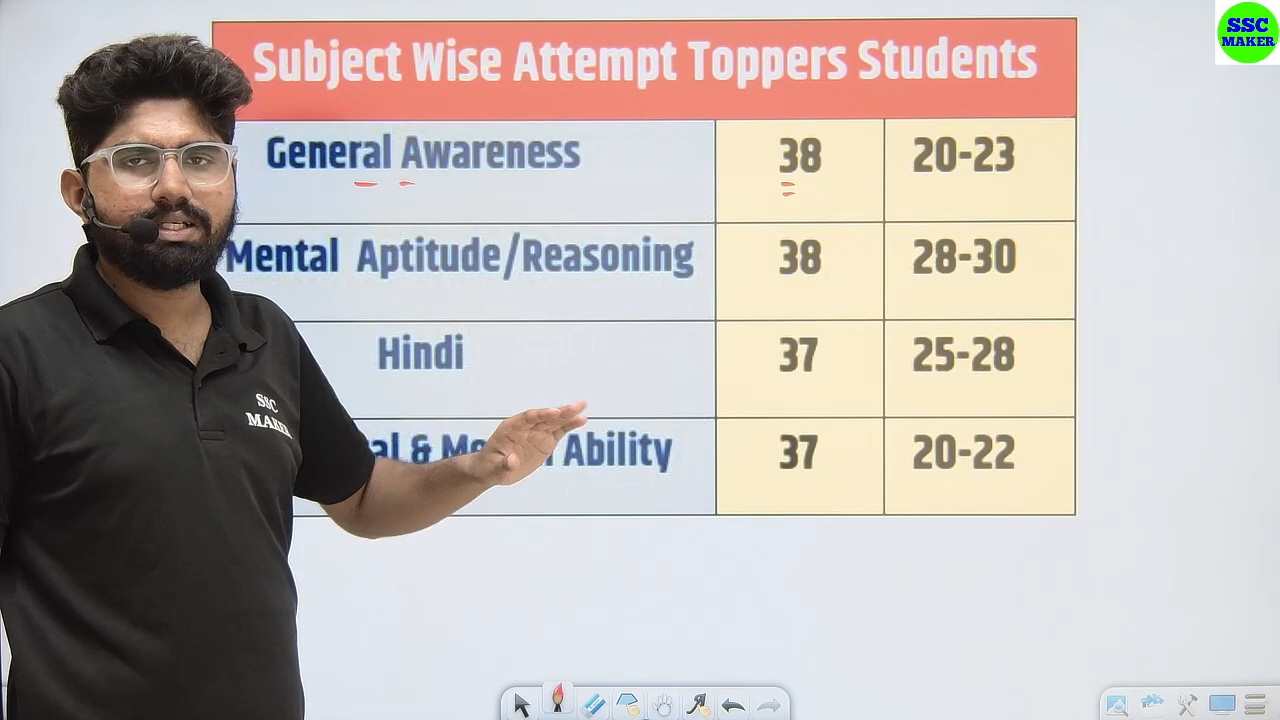 SSC
MAKER
Subject Wise Attempt Toppers Students
General Awareness 38 20-23
Mental Aptitude/Reasoning 38 28-30
Hindi 37 25-28
& Ability 37 20-22
SSC
MAKER